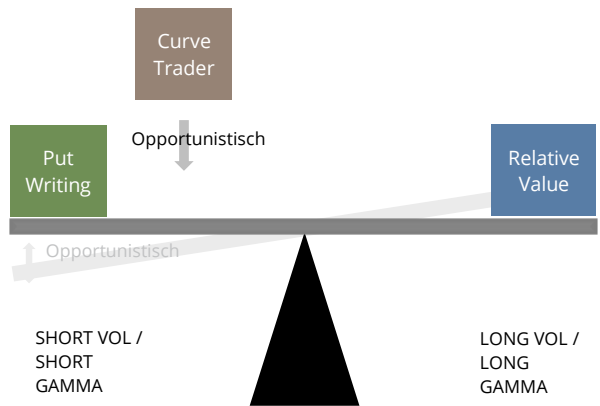 Curve
Trader
Opportunistisch
Put
Writing
Relative
Value
Opportunistisch
SHORT VOL /
SHORT
GAMMA
LONG VOL /
LONG
GAMMA